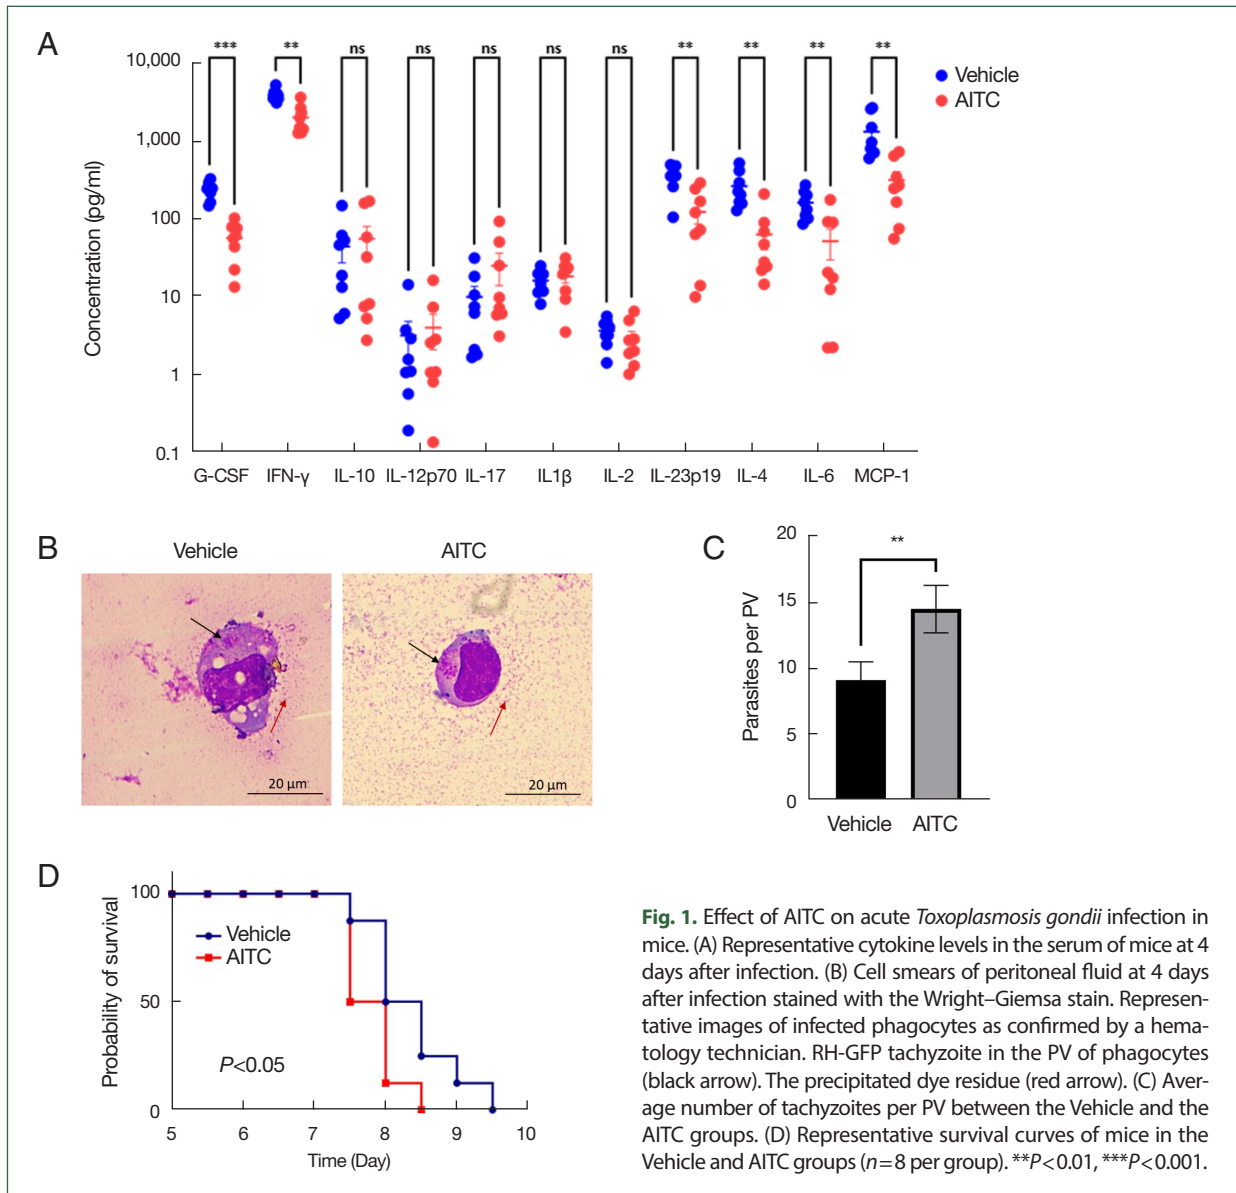 A
*** ** ns ns ns ns ns ** ** ** **
10,000
1,000
100
10
1
0.1
Concentration (pg/ml)
Vehicle
AITC
G-CSF IFN-γ IL-10 IL-12p70 IL-17 IL1β IL-2 IL-23p19 IL-4 IL-6 MCP-1
B
Vehicle AITC
20 µm
20 µm
C
**
20
15
10
5
0
Parasites per PV
Vehicle AITC
D
100
50
0
Probability of survival
Vehicle
AITC
P<0.05
5 6 7 8 9 10
Time (Day)
Fig. 1. Effect of AITC on acute Toxoplasmosis gondii infection in
mice. (A) Representative cytokine levels in the serum of mice at 4
days after infection. (B) Cell smears of peritoneal fluid at 4 days
after infection stained with the Wright–Giemsa stain. Represen-
tative images of infected phagocytes as confirmed by a hema-
tology technician. RH-GFP tachyzoite in the PV of phagocytes
(black arrow). The precipitated dye residue (red arrow). (C) Aver-
age number of tachyzoites per PV between the Vehicle and the
AITC groups. (D) Representative survival curves of mice in the
Vehicle and AITC groups (n=8 per group). **P<0.01, ***P<0.001.